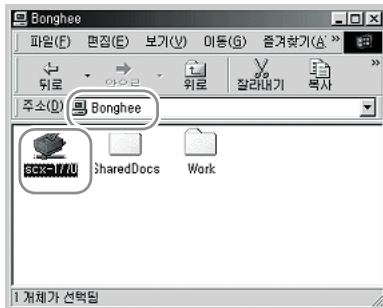 Bonghee
파일(F) 편집(E) 보기(V) 이동(G) 즐겨찾기(A »
뒤로 앞으로 위로 잘라내기 복사 »
주소(D) Bonghee
scx-1770 SharedDocs Work
1 개체가 선택됨